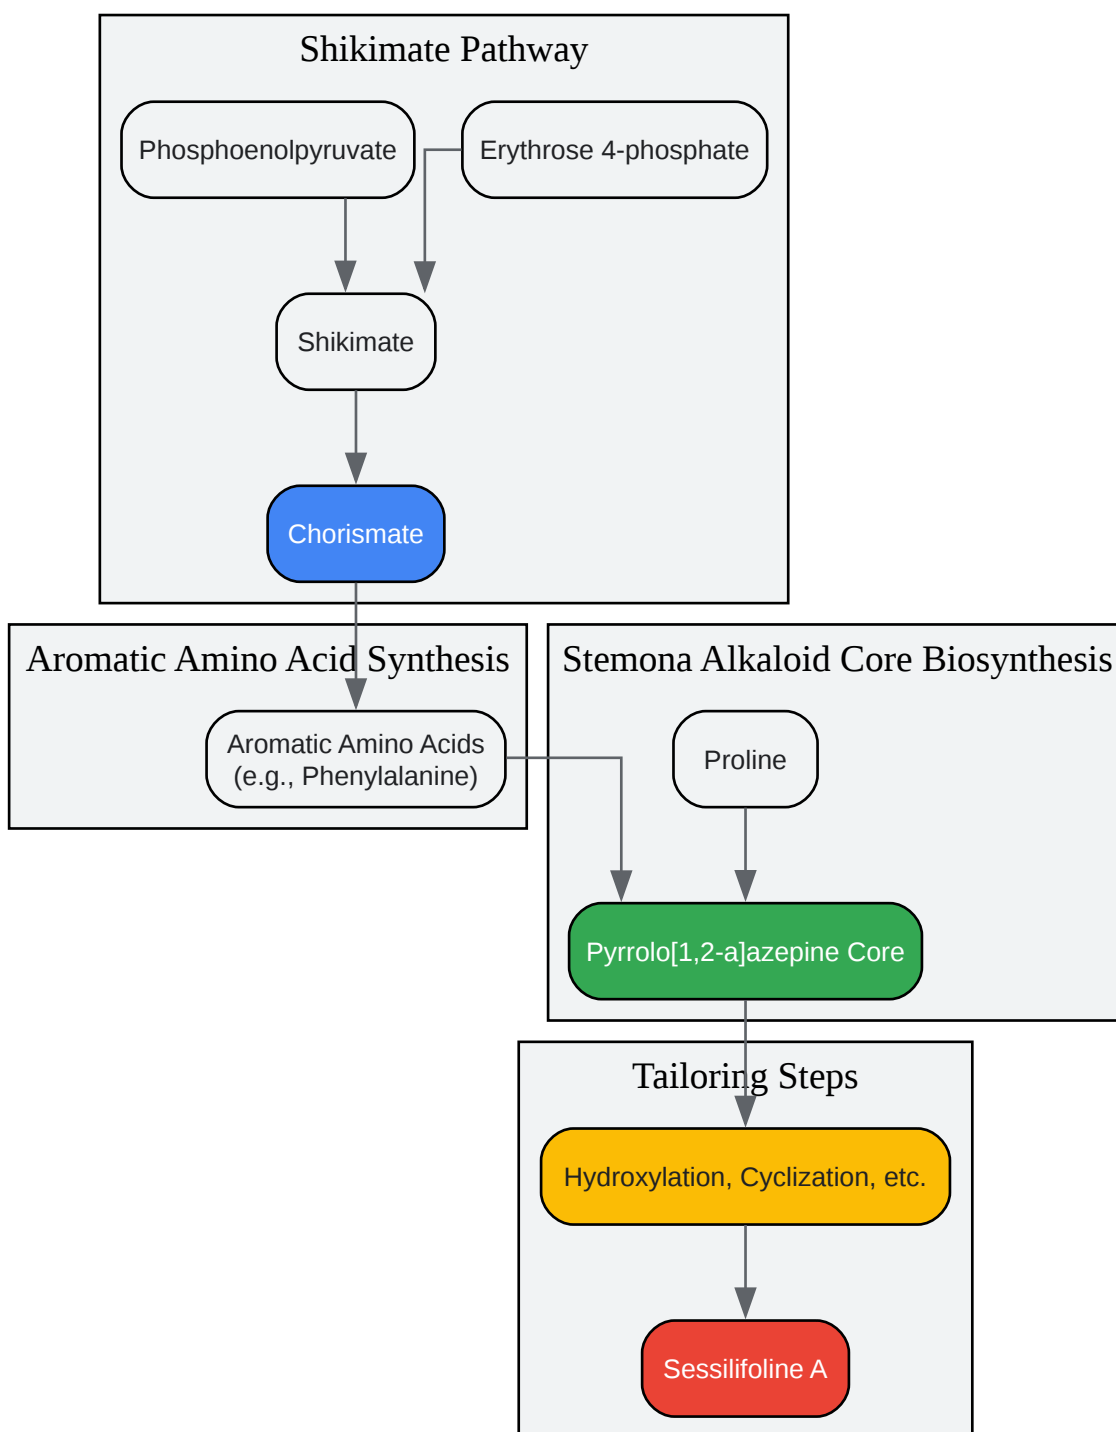 Shikimate Pathway
Phosphoenolpyruvate
Erythrose 4-phosphate
Shikimate
Chorismate
Aromatic Amino Acid Synthesis
Aromatic Amino Acids
(e.g., Phenylalanine)
Stemona Alkaloid Core Biosynthesis
Proline
Pyrrolo[1,2-a]azepine Core
Tailoring Steps
Hydroxylation, Cyclization, etc.
Sessilifoline A